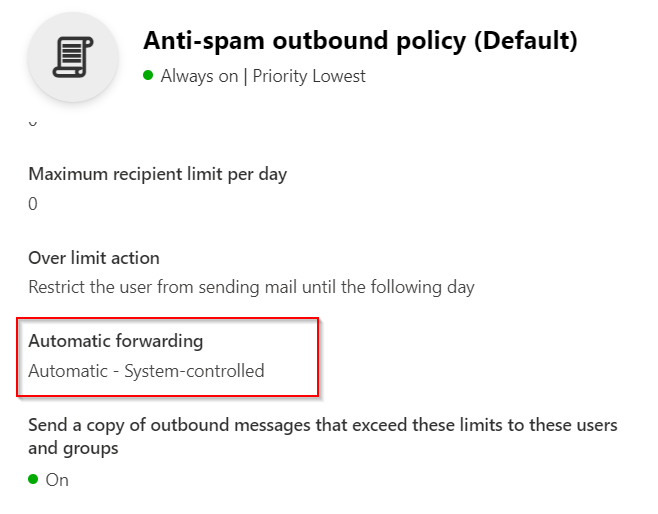 Anti-spam outbound policy (Default)
Always on | Priority Lowest
Maximum recipient limit per day
0
Over limit action
Restrict the user from sending mail until the following day
Automatic forwarding
Automatic - System-controlled
Send a copy of outbound messages that exceed these limits to these users
and groups
On